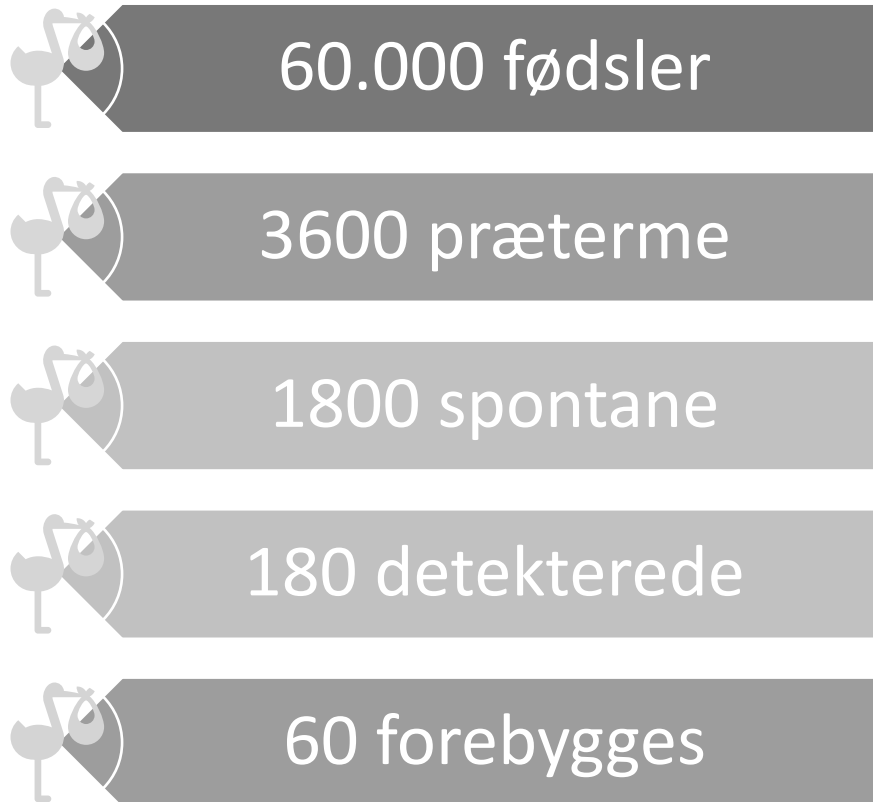 60.000 fødsler
3600 præterme
1800 spontane
180 detekterede
60 forebygges